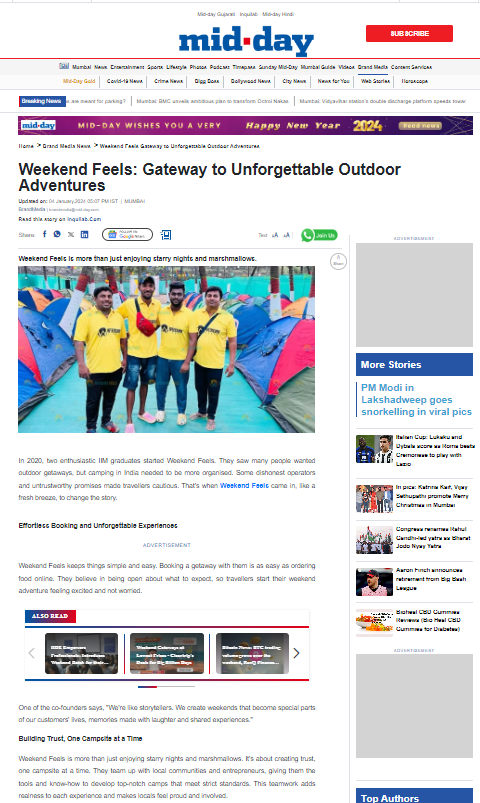 Mid-day Gujarati Inquilab Mid-day Hindi
mid-day
SUBSCRIBE
Mumbai News Entertainment Sports Lifestyle Photos Podcast Timepass Sunday Mid-Day Mumbai Guide Videos Brand Media Content Services
Mid-Day Gold Covid-19 News Crime News Bigg Boss Bollywood News City News News for You Web Stories Horoscope
Breaking News are meant for parking? Mumbai: BMC unveils ambitious plan to transform Octroi Nakas Mumbai: Vidyavihar station's double discharge platform speeds
mid-day MID-DAY WISHES YOU A VERY Happy New Year 2024 Read news
Home > Brand Media News > Weekend Feels Gateway to Unforgettable Outdoor Adventures
Weekend Feels: Gateway to Unforgettable Outdoor
Adventures
Updated on: 04 January,2024 05:07 PM IST | MUMBAI
BrandMedia | brandmedia@mid-day.com
Read this story on Inquilab.Com
Share:
FOLLOW ON
Google News
Text
AA
AA
Join Us
Weekend Feels is more than just enjoying starry nights and marshmallows.
Share
In 2020, two enthusiastic IIM graduates started Weekend Feels. They saw many people wanted
outdoor getaways, but camping in India needed to be more organised. Some dishonest operators
and untrustworthy promises made travellers cautious. That's when Weekend Feels came in, like a
fresh breeze, to change the story.
Effortless Booking and Unforgettable Experiences
ADVERTISEMENT
Weekend Feels keeps things simple and easy. Booking a getaway with them is as easy as ordering
food online. They believe in being open about what to expect, so travellers start their weekend
adventure feeling excited and not worried.
ALSO READ
One of the co-founders says, "We're like storytellers. We create weekends that become special parts
of our customers' lives, memories made with laughter and shared experiences."
Building Trust, One Campsite at a Time
Weekend Feels is more than just enjoying starry nights and marshmallows. It's about creating trust,
one campsite at a time. They team up with local communities and entrepreneurs, giving them the
tools and know-how to develop top-notch camps that meet strict standards. This teamwork adds
realness to each experience and makes locals feel proud and involved.
ADVERTISEMENT
More Stories
PM Modi in
Lakshadweep goes
snorkelling in viral pics
Italian Cup: Lukaku and
Dybala score as Roma beats
Cremonese to play with
Lazio
In pics: Katrina Kaif, Vijay
Sethupathi promote Merry
Christmas in Mumbai
Congress renames Rahul
Gandhi-led yatra as Bharat
Jodo Nyay Yatra
Aaron Finch announces
retirement from Big Bash
League
Bioheal CBD Gummies
Reviews (Bio Heal CBD
Gummies for Diabetes)
ADVERTISEMENT
Top Authors